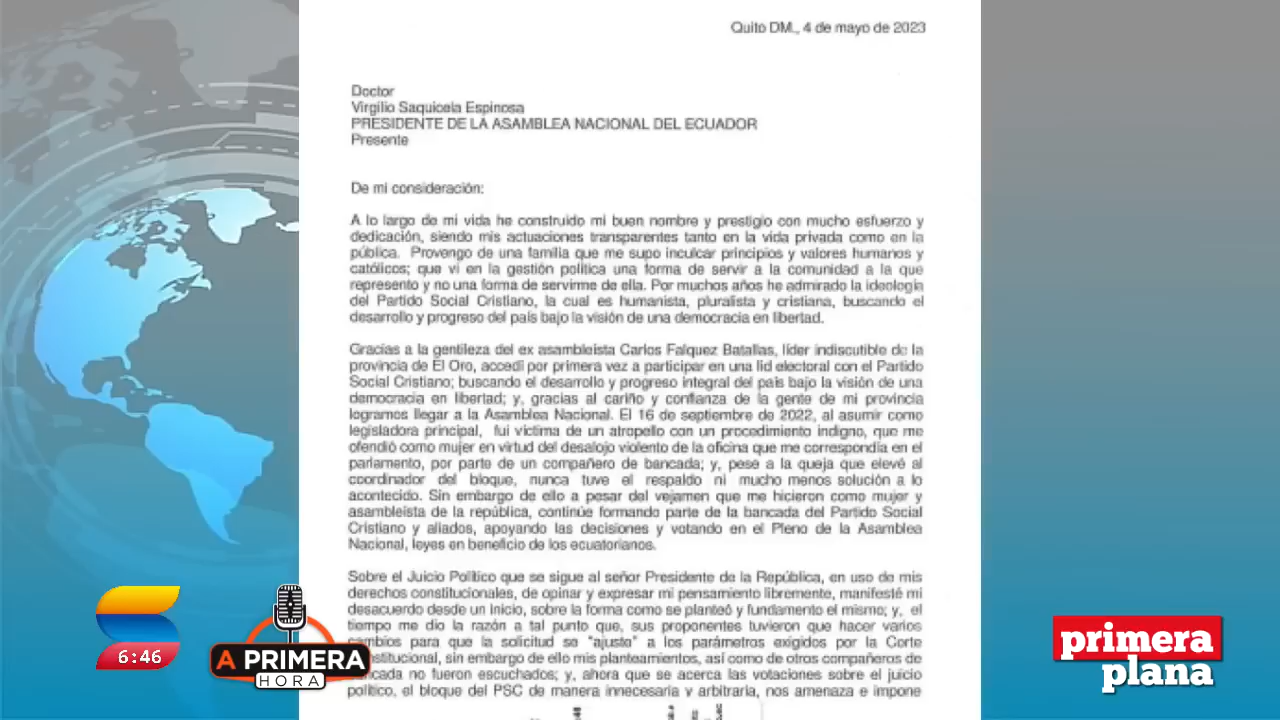 Quito DM., 4 de mayo de 2023
Doctor
Virgilio Saquicela Espinosa
PRESIDENTE DE LA ASAMBLEA NACIONAL DEL ECUADOR
Presente
De mi consideración:
A lo largo de mi vida he construido mi buen nombre y prestigio con mucho esfuerzo y
dedicación, siendo mis actuaciones transparentes tanto en la vida privada como en la
pública. Provengo de una familia que me supo inculcar principios y valores humanos y
católicos; que vi en la gestión política una forma de servir a la comunidad a la que
represento y no una forma de servirme de ella. Por muchos años he admirado la ideología
del Partido Social Cristiano, la cual es humanista, pluralista y cristiana, buscando el
desarrollo y progreso del país bajo la visión de una democracia en libertad.
Gracias a la gentileza del ex asambleista Carlos Falquez Batallas, líder indiscutible de la
provincia de El Oro, accedí por primera vez a participar en una lid electoral con el Partido
Social Cristiano; buscando el desarrollo y progreso integral del país bajo la visión de una
democracia en libertad; y, gracias al cariño y confianza de la gente de mi provincia
logramos llegar a la Asamblea Nacional. El 16 de septiembre de 2022, al asumir como
legisladora principal, fui víctima de un atropello con un procedimiento indigno, que me
ofendió como mujer en virtud del desalojo violento de la oficina que me correspondía en el
parlamento, por parte de un compañero de bancada; y, pese a la queja que elevé al
coordinador del bloque, nunca tuve el respaldo ni mucho menos solución a lo
acontecido. Sin embargo de ello a pesar del vejamen que me hicieron como mujer y
asambleista de la república, continúe formando parte de la bancada del Partido Social
Cristiano y aliados, apoyando las decisiones y votando en el Pleno de la Asamblea
Nacional, leyes en beneficio de los ecuatorianos.
Sobre el Juicio Político que se sigue al señor Presidente de la República, en uso de mis
derechos constitucionales, de opinar y expresar mi pensamiento libremente, manifesté mi
desacuerdo desde un inicio, sobre la forma como se planteó y fundamento el mismo; y, el
tiempo me dio la razón a tal punto que, sus proponentes tuvieron que hacer varios
cambios para que la solicitud se "ajuste" a los parámetros exigidos por la Corte
nstitucional, sin embargo de ello mis planteamientos, así como de otros compañeros de
ncada no fueron escuchados; y, ahora que se acerca las votaciones sobre el juicio
político, el bloque del PSC de manera innecesaria y arbitraria, nos amenaza e impone
6:46
A PRIMERA
HORA
primera
plana